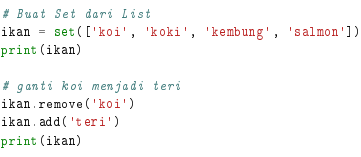 # Buat Set dari List
ikan = set(['koi', 'koki', 'kembung', 'salmon'])
print(ikan)
# ganti koi menjadi teri
ikan.remove('koi')
ikan.add('teri')
print(ikan)